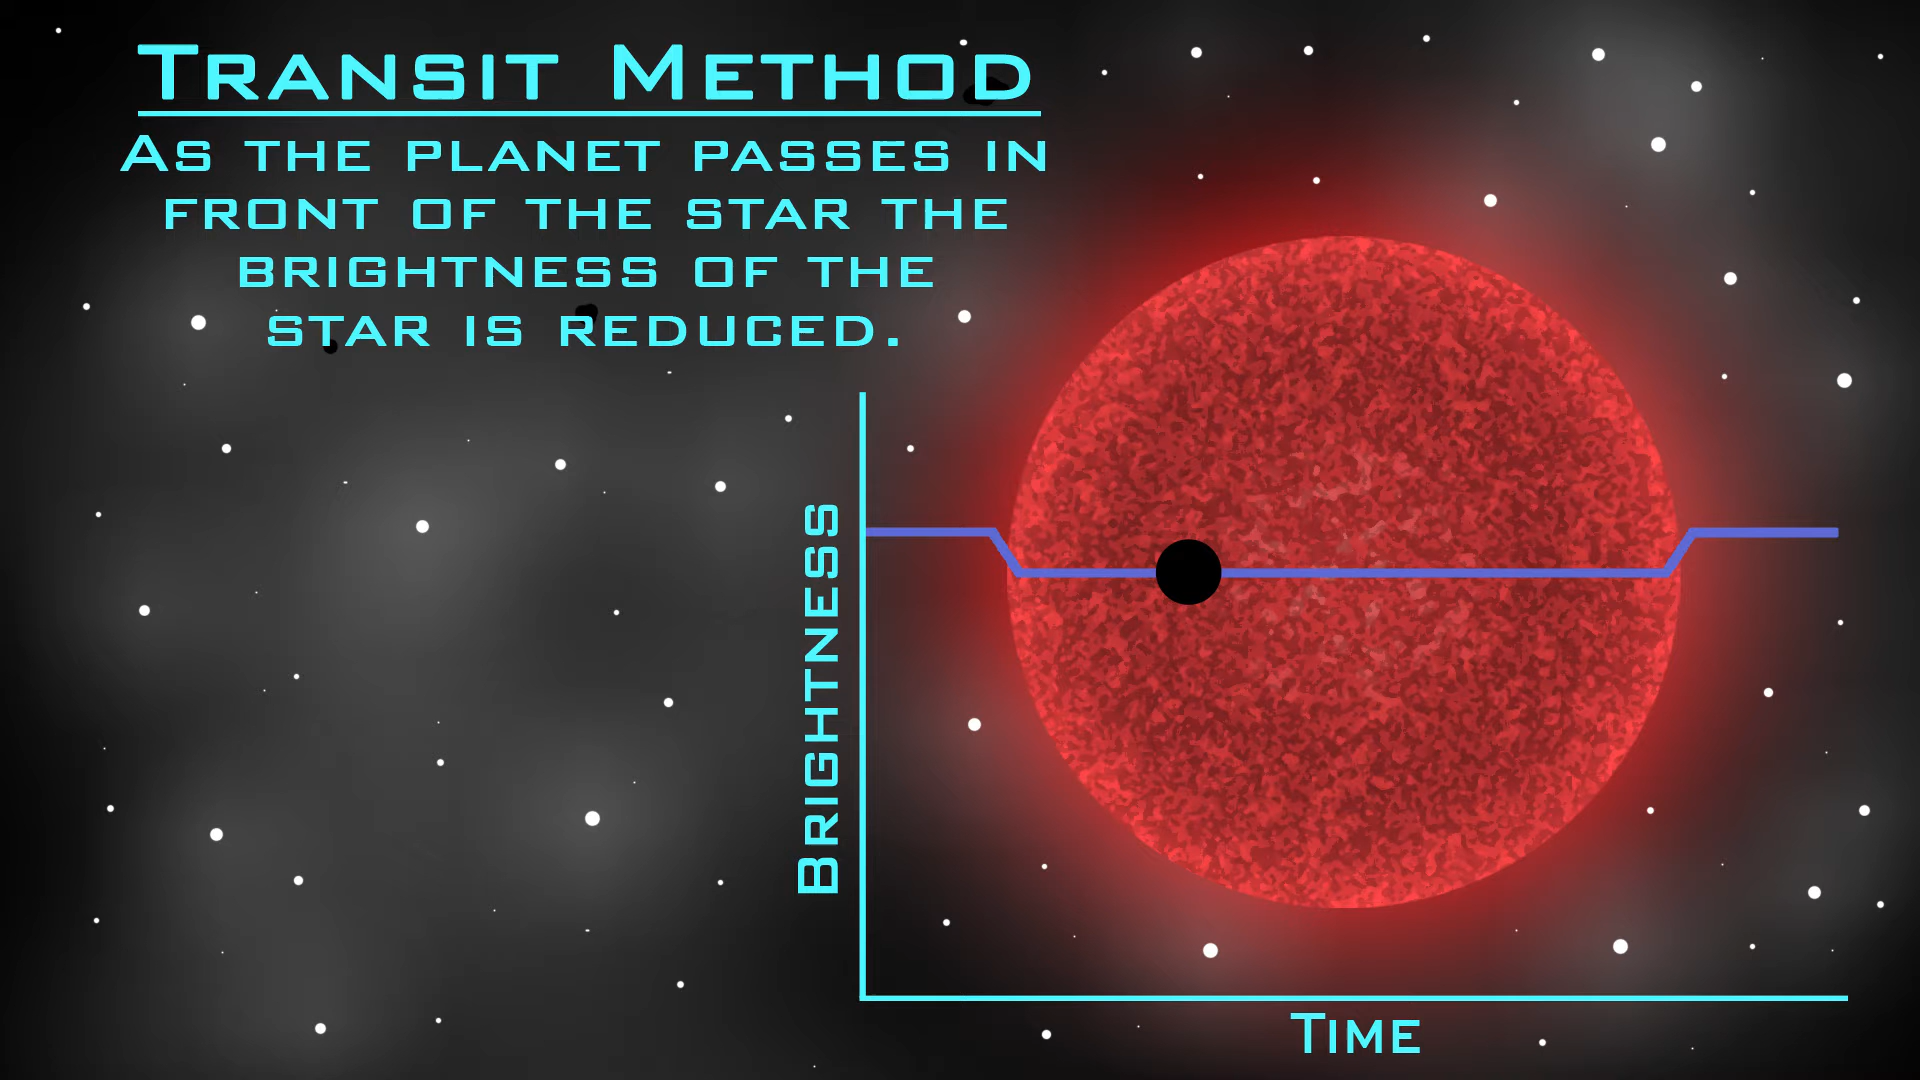 Transit Method
As the planet passes in
front of the star the
brightness of the
star is reduced.
Brightness
Time